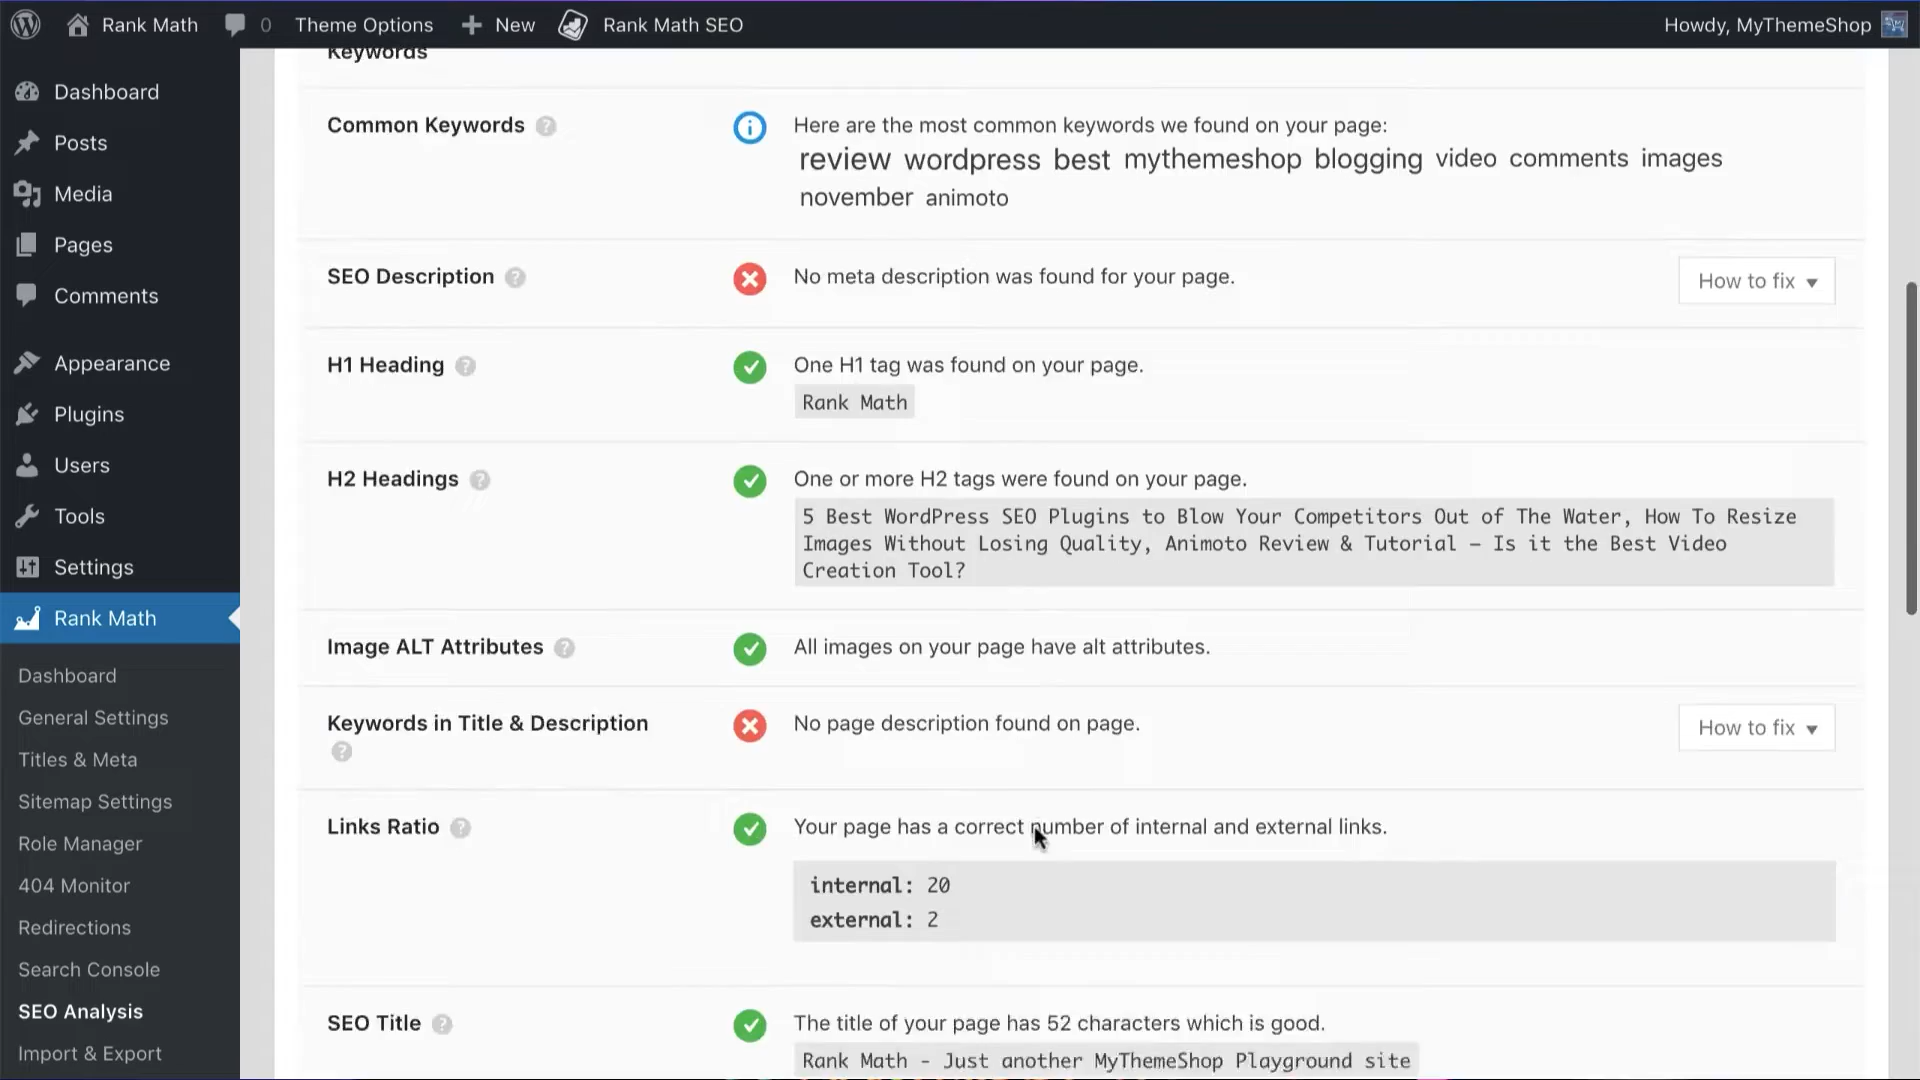 Rank Math 0 Theme Options New Rank Math SEO Howdy, MyThemeShop
Dashboard
Posts
Media
Pages
Comments
Appearance
Plugins
Users
Tools
Settings
Rank Math
Dashboard
General Settings
Titles & Meta
Sitemap Settings
Role Manager
404 Monitor
Redirections
Search Console
SEO Analysis
Import & Export
Keywords
Common Keywords ? i Here are the most common keywords we found on your page:
review wordpress best mythemeshop blogging video comments images
november animoto
SEO Description ? No meta description was found for your page. How to fix
H1 Heading ? One H1 tag was found on your page.
Rank Math
H2 Headings ? One or more H2 tags were found on your page.
5 Best WordPress SEO Plugins to Blow Your Competitors Out of The Water, How To Resize
Images Without Losing Quality, Animoto Review & Tutorial – Is it the Best Video
Creation Tool?
Image ALT Attributes ? All images on your page have alt attributes.
Keywords in Title & Description No page description found on page. How to fix
?
Links Ratio ? Your page has a correct number of internal and external links.
internal: 20
external: 2
SEO Title ? The title of your page has 52 characters which is good.
Rank Math - Just another MyThemeShop Playground site